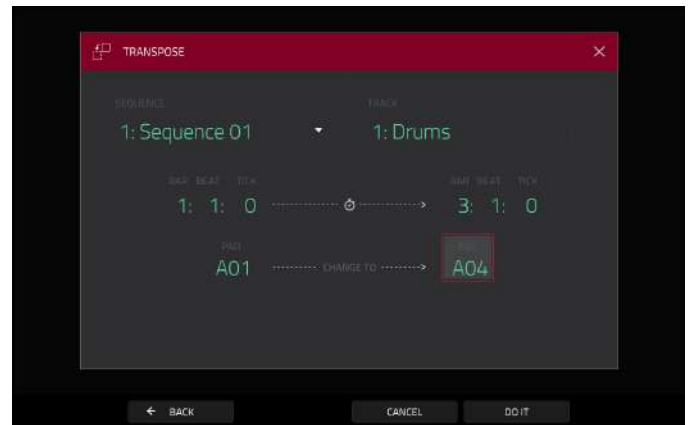 TRANSPOSE
SEQUENCE TRACK
1: Sequence 01 1: Drums
BAR BEAT TICK BAR BEAT TICK
1: 1: 0 3: 1: 0
PAD PAD
A01 CHANGE TO A04
BACK CANCEL DO IT